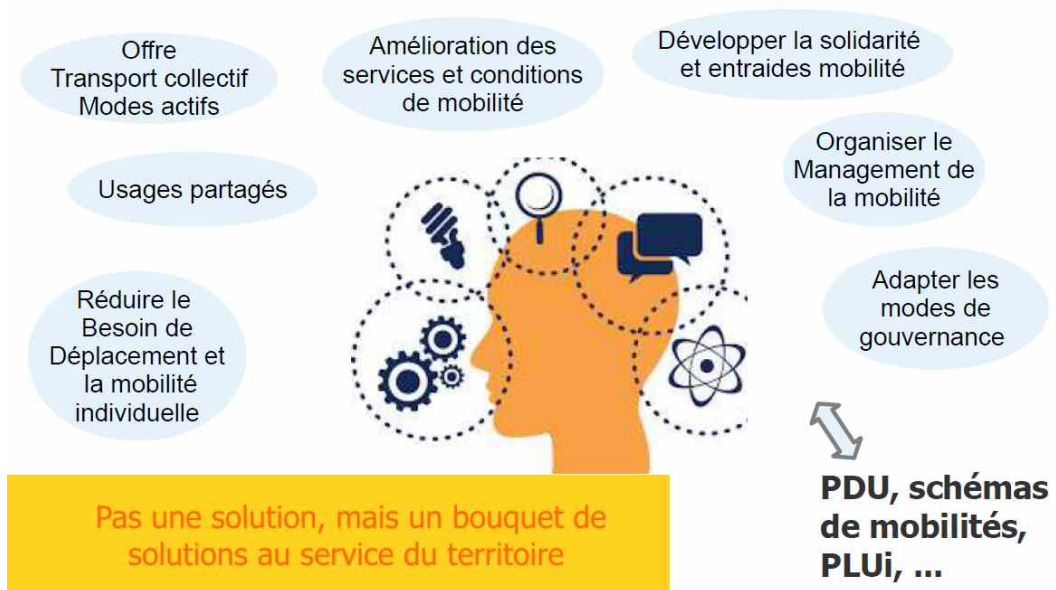 Offre
Transport collectif
Modes actifs
Amélioration des
services et conditions
de mobilité
Développer la solidarité
et entraides mobilité
Usages partagés
Organiser le
Management de
la mobilité
Réduire le
Besoin de
Déplacement et
la mobilité
individuelle
Adapter les
modes de
gouvernance
Pas une solution, mais un bouquet de
solutions au service du territoire
PDU, schémas
de mobilités,
PLUi, ...